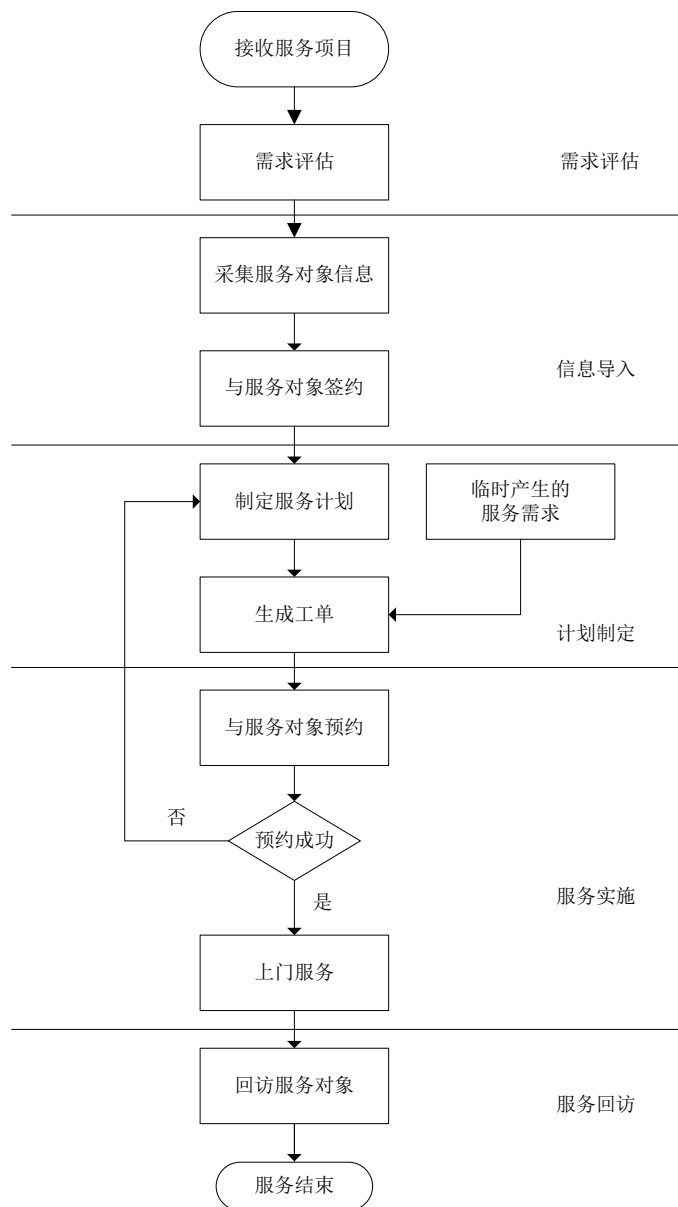 接收服务项目
需求评估
需求评估
采集服务对象信息
与服务对象签约
信息导入
制定服务计划
临时产生的
服务需求
生成工单
计划制定
与服务对象预约
否
预约成功
是
服务实施
上门服务
回访服务对象
服务回访
服务结束